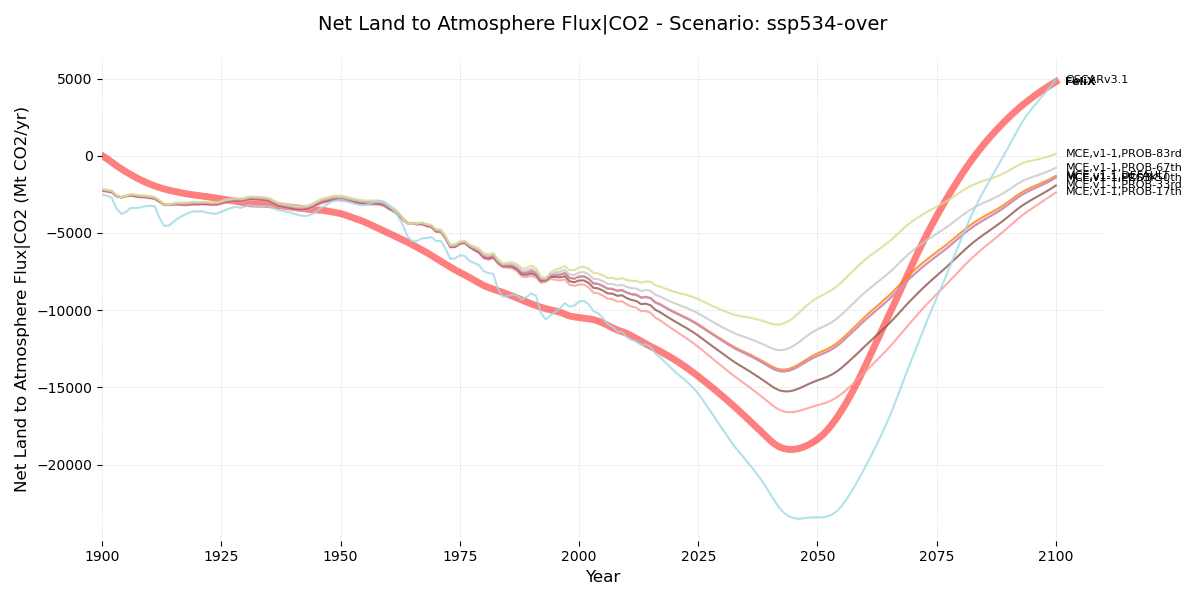 Net Land to Atmosphere Flux|CO2 - Scenario: ssp534-over
Net Land to Atmosphere Flux|CO2 (Mt CO2/yr)
5000
0
−5000
−10000
−15000
−20000
1900
1925
1950
1975
2000
2025
2050
2075
2100
Year
OSCARv3.1
FeliX
MCE,v1-1,PROB-83rd
MCE,v1-1,PROB-67th
MCE,v1-1,PROB-33rd
MCE,v1-1,PROB-17th